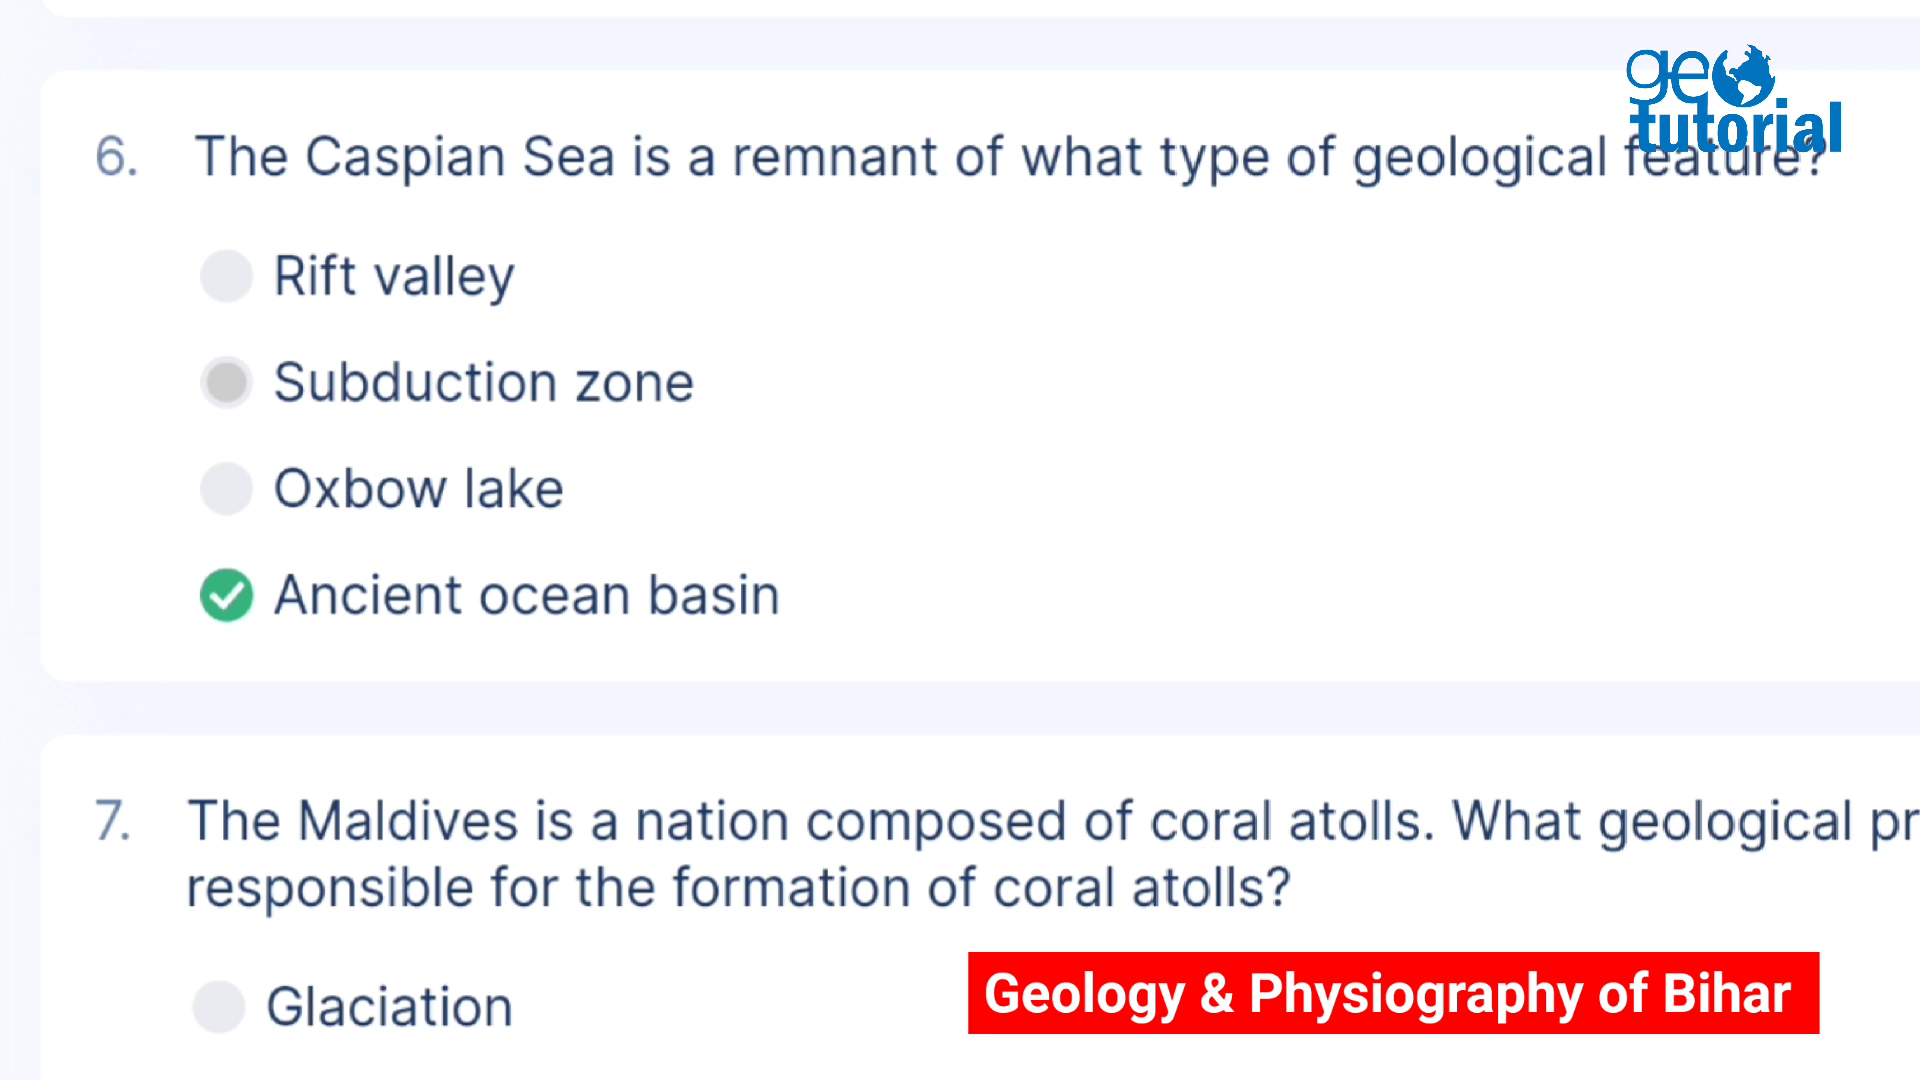 geo
tutorial
6. The Caspian Sea is a remnant of what type of geological feature?
Rift valley
Subduction zone
Oxbow lake
Ancient ocean basin
7. The Maldives is a nation composed of coral atolls. What geological pr
responsible for the formation of coral atolls?
Glaciation
Geology & Physiography of Bihar